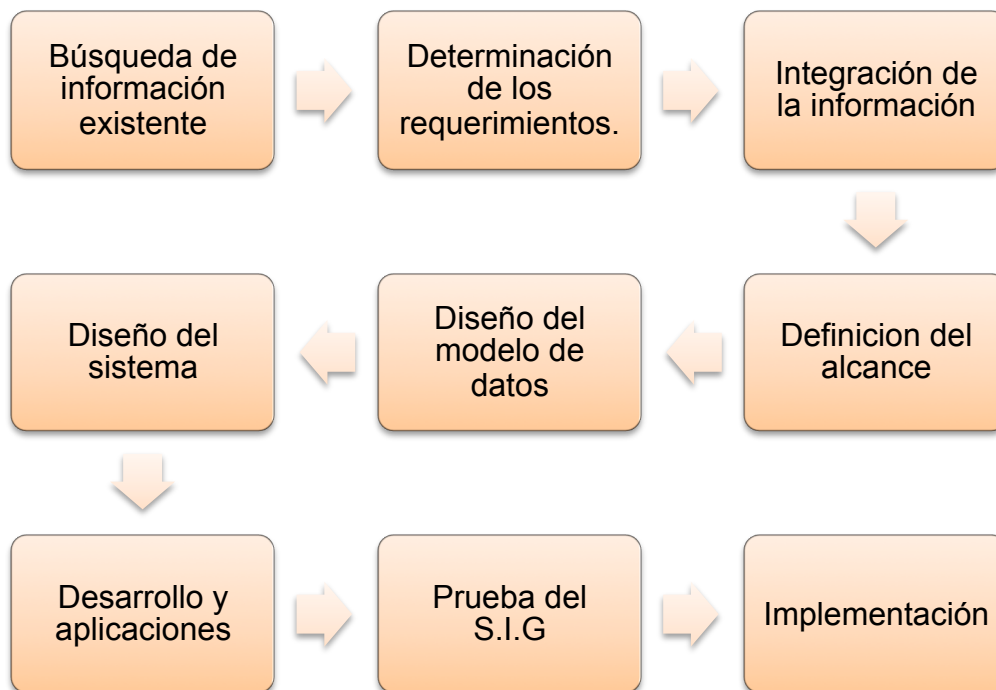 Búsqueda de
información
existente
Determinación
de los
requerimientos.
Integración de
la información
Definicion del
alcance
Diseño del
modelo de
datos
Diseño del
sistema
Desarrollo y
aplicaciones
Prueba del
S.I.G
Implementación